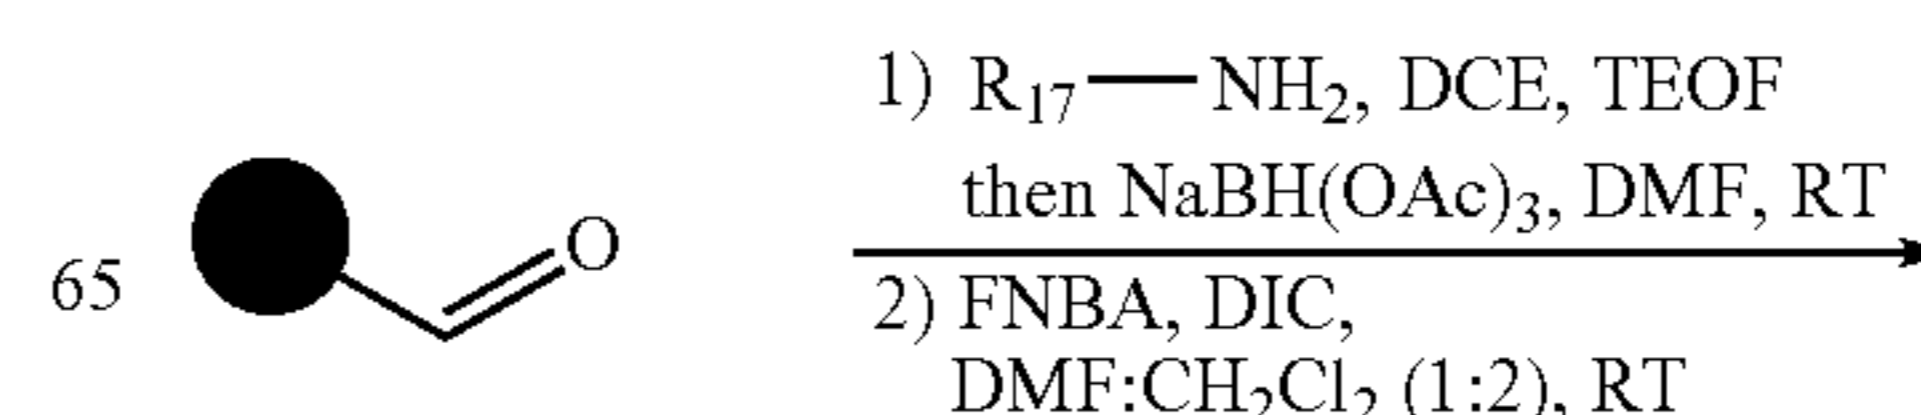 1) R17—NH2, DCE, TEOF
then NaBH(OAc)3, DMF, RT
65
O
2) FNBA, DIC,
DMF:CH2Cl2 (1:2), RT